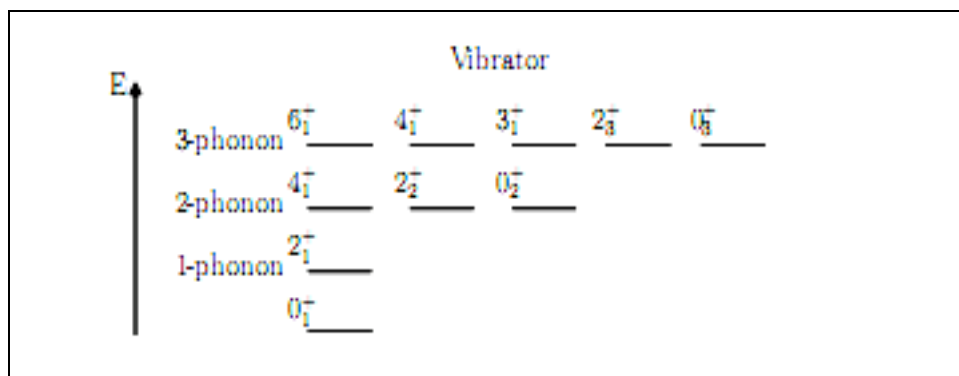 Vibrator
E
3-phonon 6₁⁺ 4₁⁺ 3₁⁺ 2₃⁺ 0₃⁺
2-phonon 4₁⁺ 2₂⁺ 0₂⁺
1-phonon 2₁⁺
0₁⁺